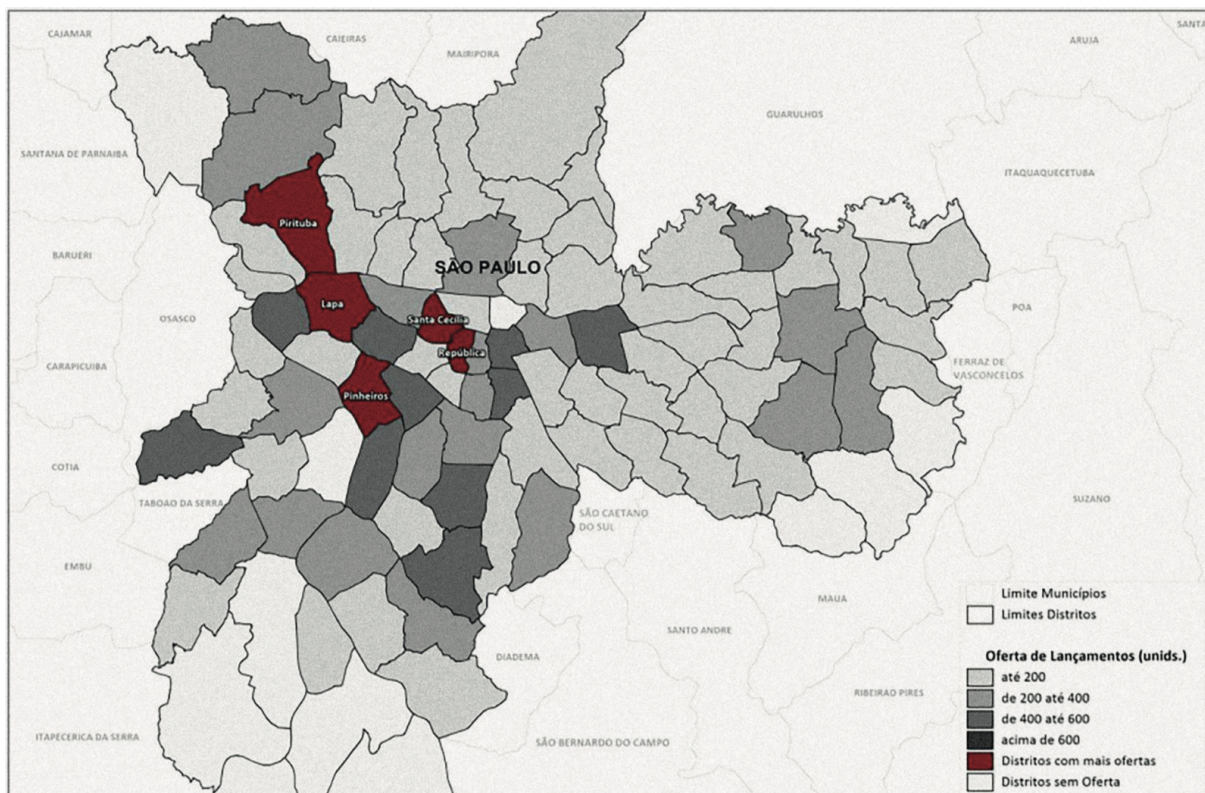 CAJAMAR
CAIEIRAS
MAIRIPORA
ARUJA
SANTA
GUARULHOS
SANTANA DE PARNAIBA
ITAQUAQUECETUBA
Pirituba
BARUERI
SÃO PAULO
Lapa
POA
OSASCO
Santa Cecília
República
CARAPICUIBA
FERRAZ DE
VASCONCELOS
Pinheiros
COTIA
TABOAO DA SERRA
SUZANO
SÃO CAETANO
DO SUL
EMBU
MAUA
SANTO ANDRE
DIADEMA
RIBEIRAO PIRES
ITAPECERICA DA SERRA
SÃO BERNARDO DO CAMPO
Limite Municípios
Limites Distritos
Oferta de Lançamentos (unids.)
até 200
de 200 até 400
de 400 até 600
acima de 600
Distritos com mais ofertas
Distritos sem Oferta